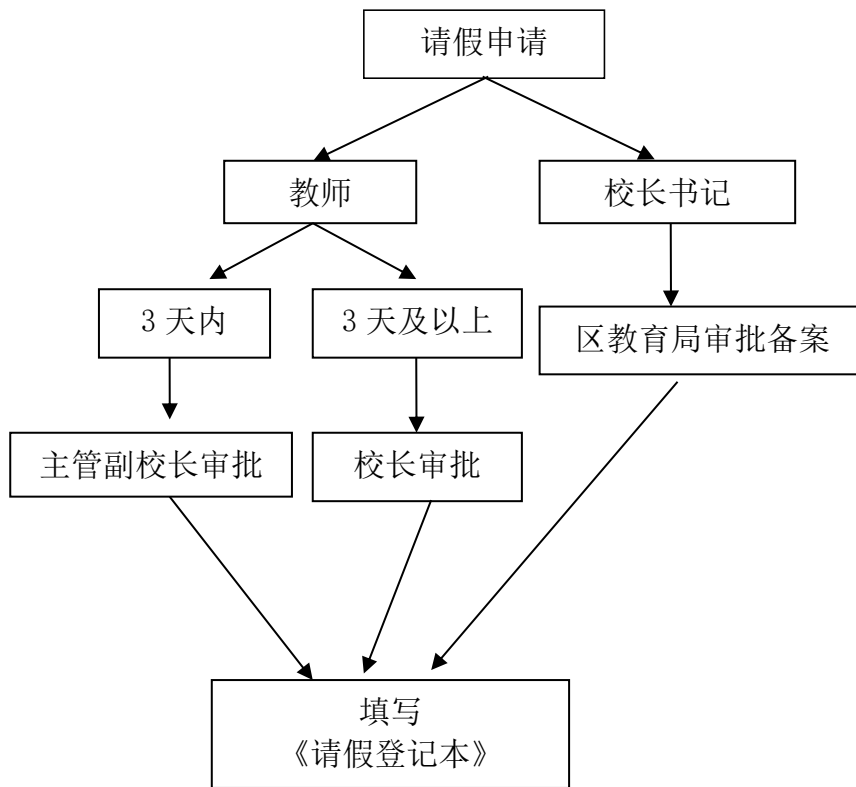 请假申请
教师
校长书记
3 天内
3 天及以上
区教育局审批备案
主管副校长审批
校长审批
填写
《请假登记本》